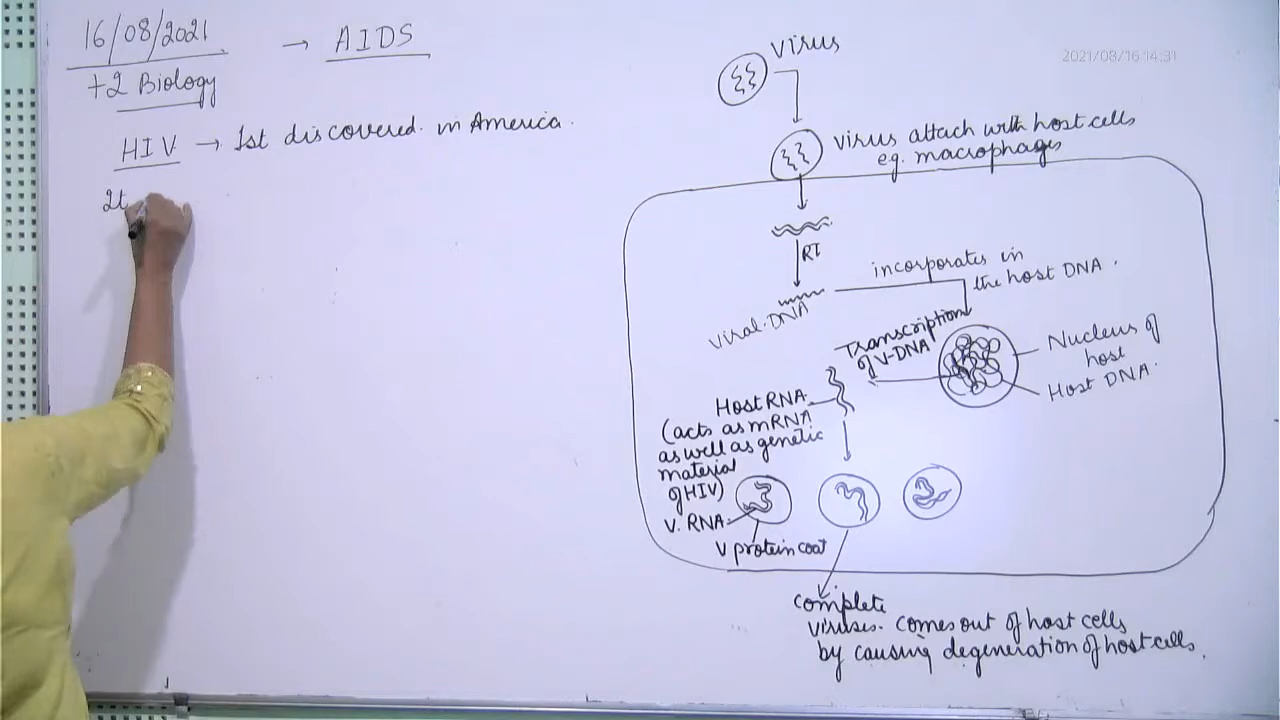 16/08/2021
→ AIDS
+2 Biology
HIV → 1st discovered in America.
2t
2021/08/16 14:31
Virus
Virus attach with host cells
e.g. macrophages
RT
Viral DNA
incorporates in
the host DNA.
Transcription
of V-DNA
Nucleus of
host
Host DNA.
Host RNA
(acts as mRNA
as well as genetic
material
of HIV)
V. RNA
V protein coat
Complete
viruses comes out of host cells
by causing degeneration of host cells.